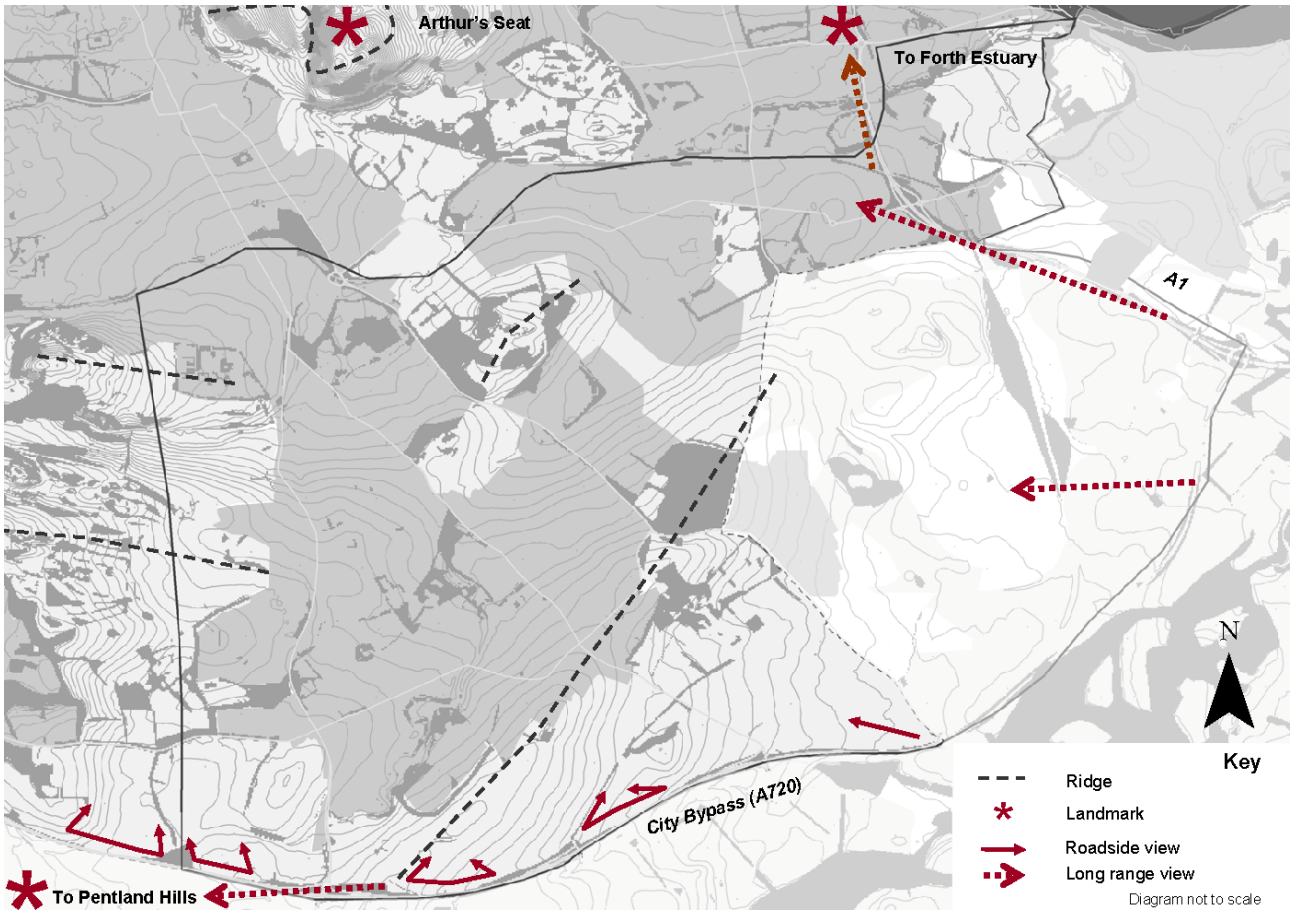 Arthur's Seat
To Forth Estuary
A1
N
City Bypass (A720)
To Pentland Hills
Key
Ridge
Landmark
Roadside view
Long range view
Diagram not to scale